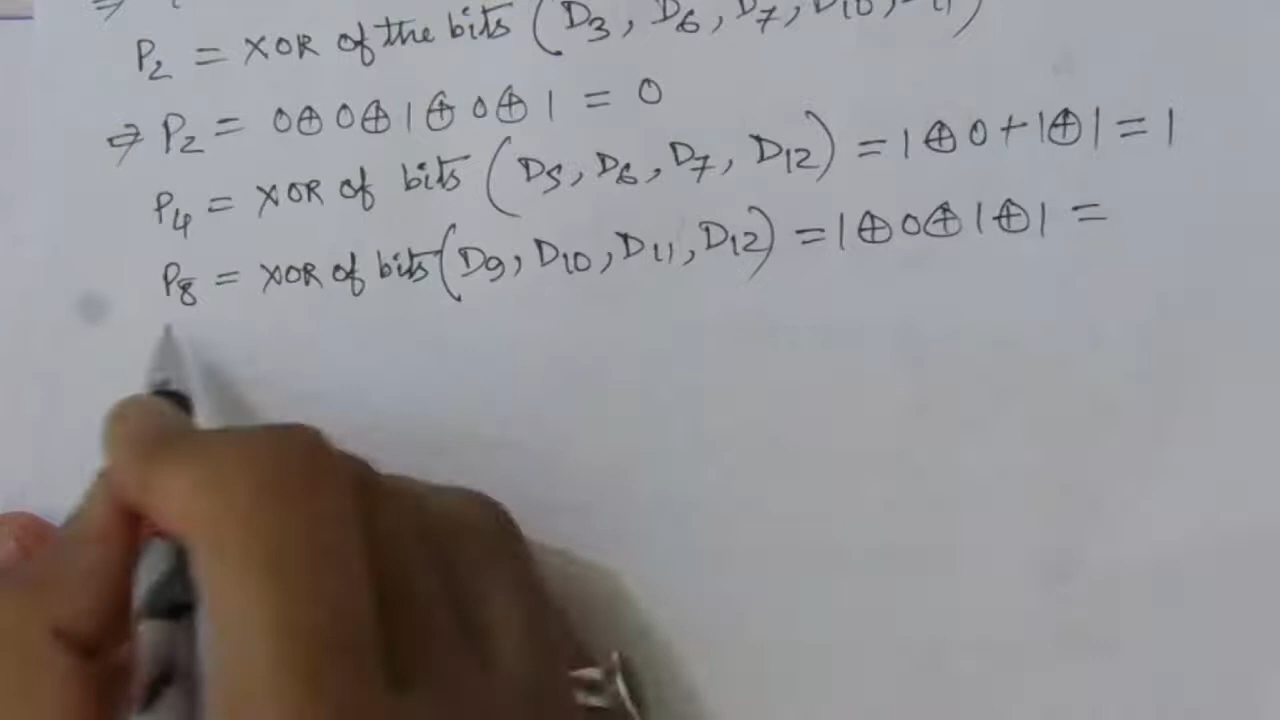 P2 = XOR of the bits (D3, D6, D7, D10, D11)
⇒ P2 = 0⊕0⊕1⊕0⊕1 = 0
P4 = XOR of bits (D5, D6, D7, D12) = 1⊕0+1⊕1 = 1
P8 = XOR of bits (D9, D10, D11, D12) = 1⊕0⊕1⊕1 =